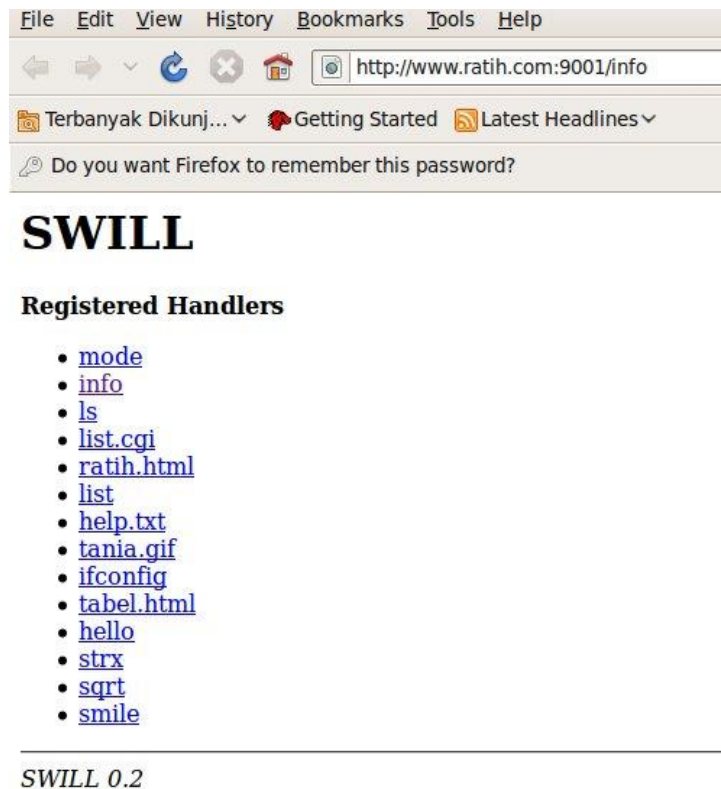 File Edit View History Bookmarks Tools Help
http://www.ratih.com:9001/info
Terbanyak Dikunj... Getting Started Latest Headlines
Do you want Firefox to remember this password?
SWILL
Registered Handlers
mode
info
ls
list.cgi
ratih.html
list
help.txt
tania.gif
ifconfig
tabel.html
hello
strx
sqrt
smile
SWILL 0.2